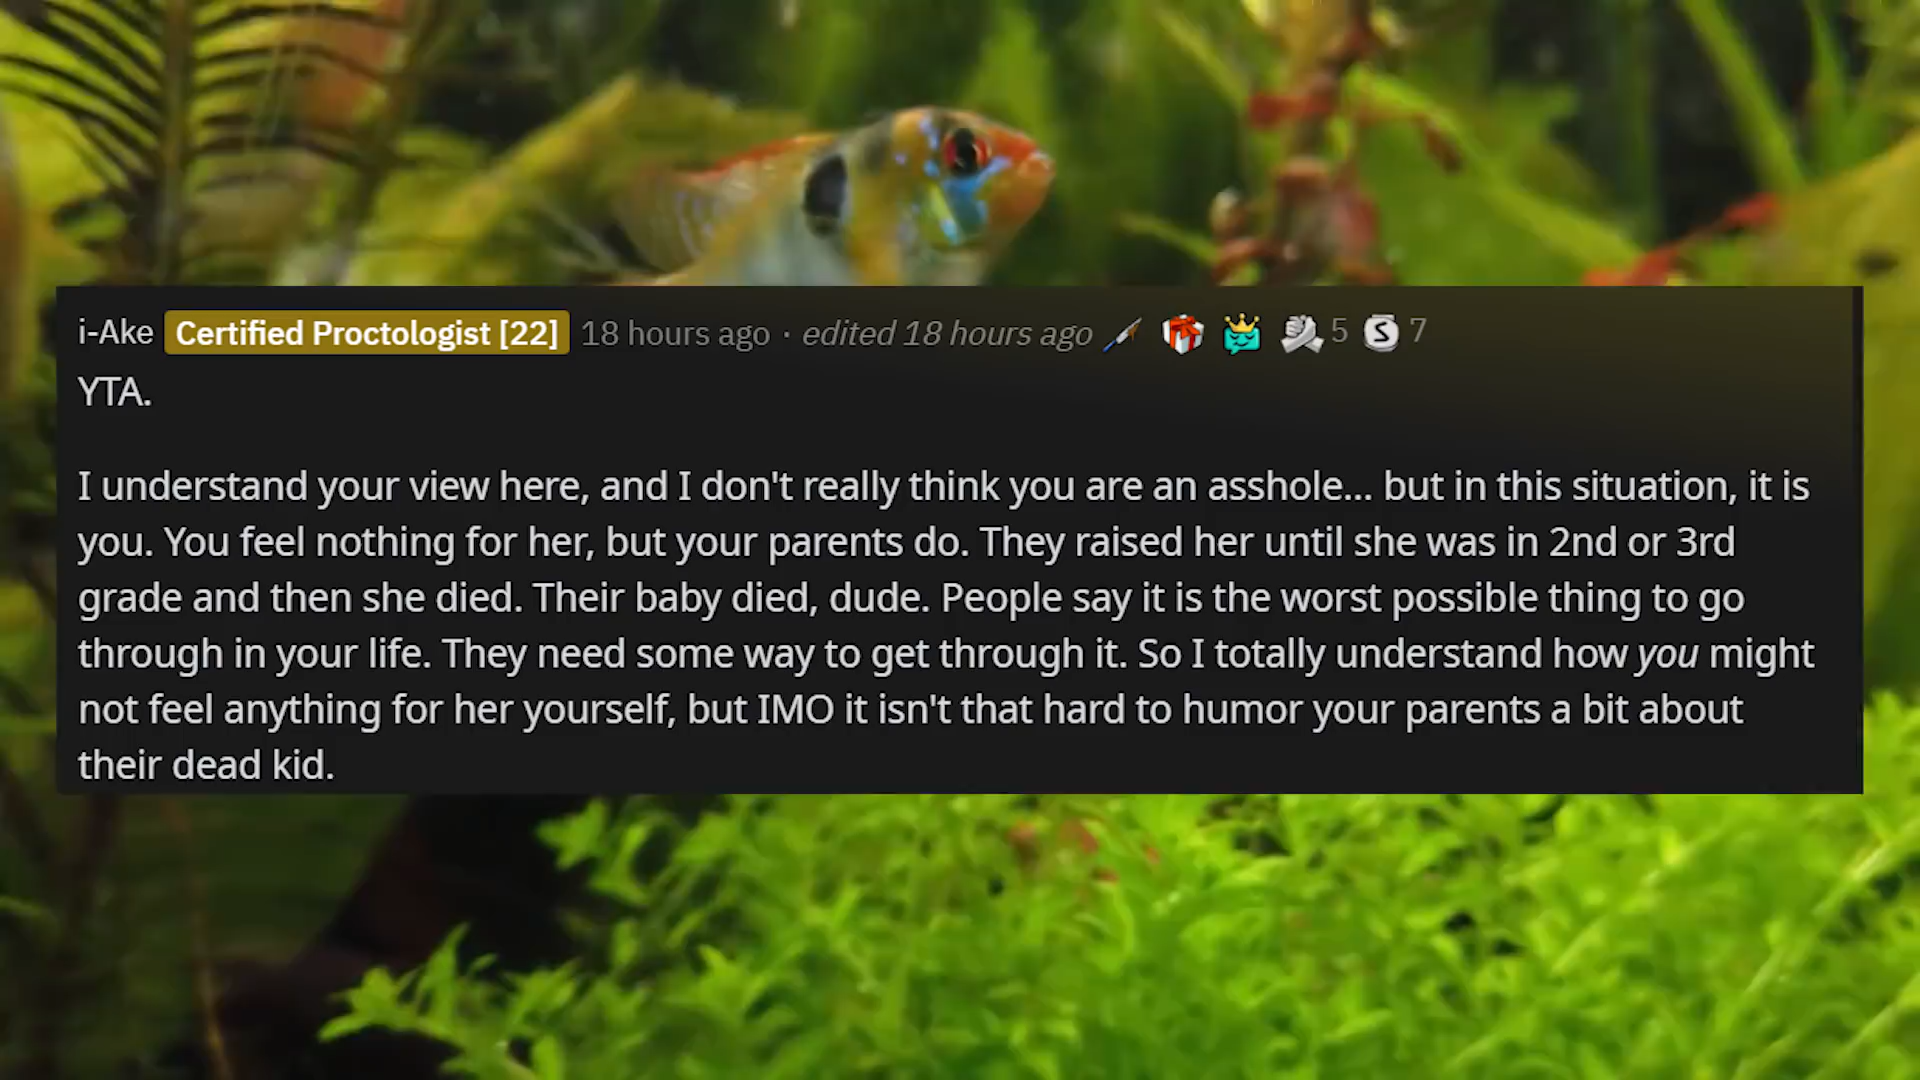 i-Ake Certified Proctologist [22] 18 hours ago · edited 18 hours ago 5 S 7
YTA.
I understand your view here, and I don't really think you are an asshole... but in this situation, it is
you. You feel nothing for her, but your parents do. They raised her until she was in 2nd or 3rd
grade and then she died. Their baby died, dude. People say it is the worst possible thing to go
through in your life. They need some way to get through it. So I totally understand how you might
not feel anything for her yourself, but IMO it isn't that hard to humor your parents a bit about
their dead kid.